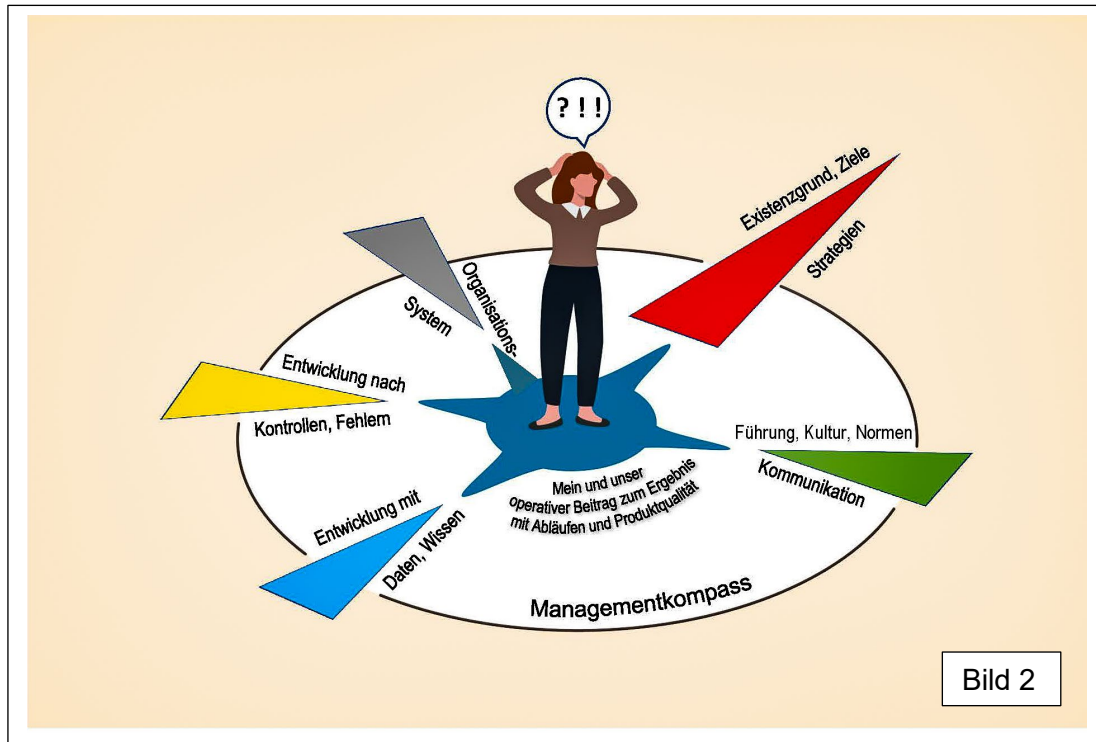 ? ! !
Existenzgrund, Ziele
Strategien
Organisations-
System
Entwicklung nach
Kontrollen, Fehlern
Führung, Kultur, Normen
Kommunikation
Mein und unser
operativer Beitrag zum Ergebnis
mit Abläufen und Produktqualität
Entwicklung mit
Daten, Wissen
Managementkompass
Bild 2